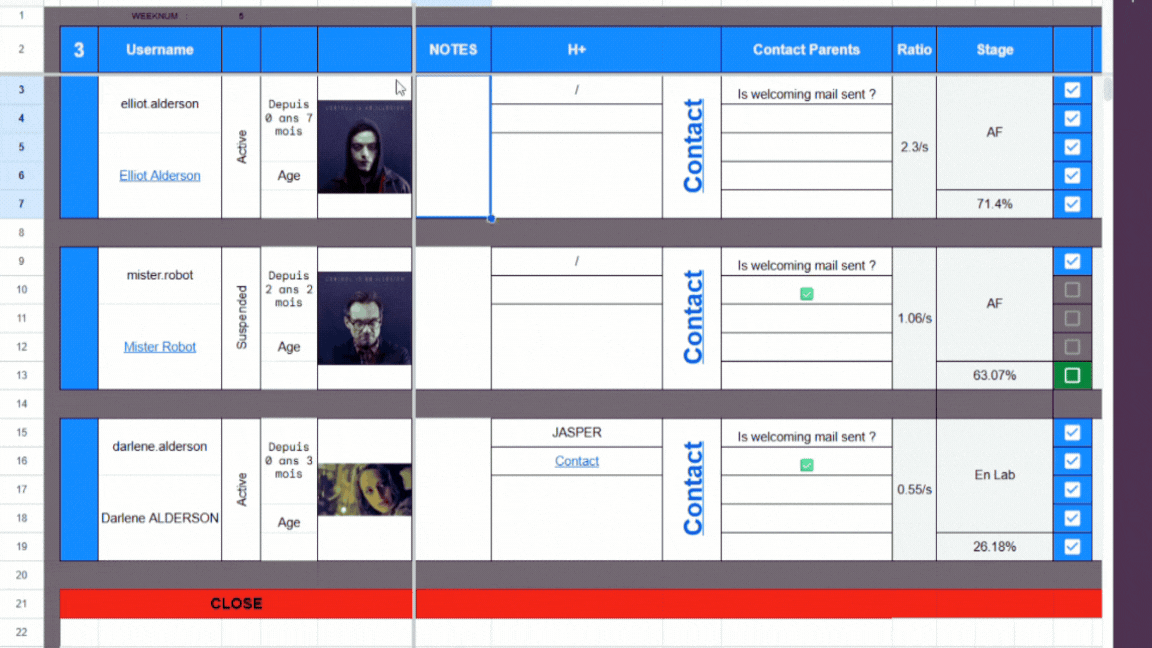 1
WEEKNUM : 5
2
3 Username NOTES H+ Contact Parents Ratio Stage
3
elliot.alderson
Depuis
0 ans 7
mois
/
Is welcoming mail sent ?
4
5
Active
Contact
2.3/s
AF
6
Elliot Alderson
Age
7
71.4%
8
9
mister.robot
Depuis
2 ans 2
mois
/
Is welcoming mail sent ?
10
11
Suspended
Contact
1.06/s
AF
12
Mister Robot
Age
13
63.07%
14
15
darlene.alderson
Depuis
0 ans 3
mois
JASPER
Is welcoming mail sent ?
16
Contact
17
Active
Contact
0.55/s
En Lab
18
Darlene ALDERSON
Age
19
26.18%
20
21
CLOSE
22